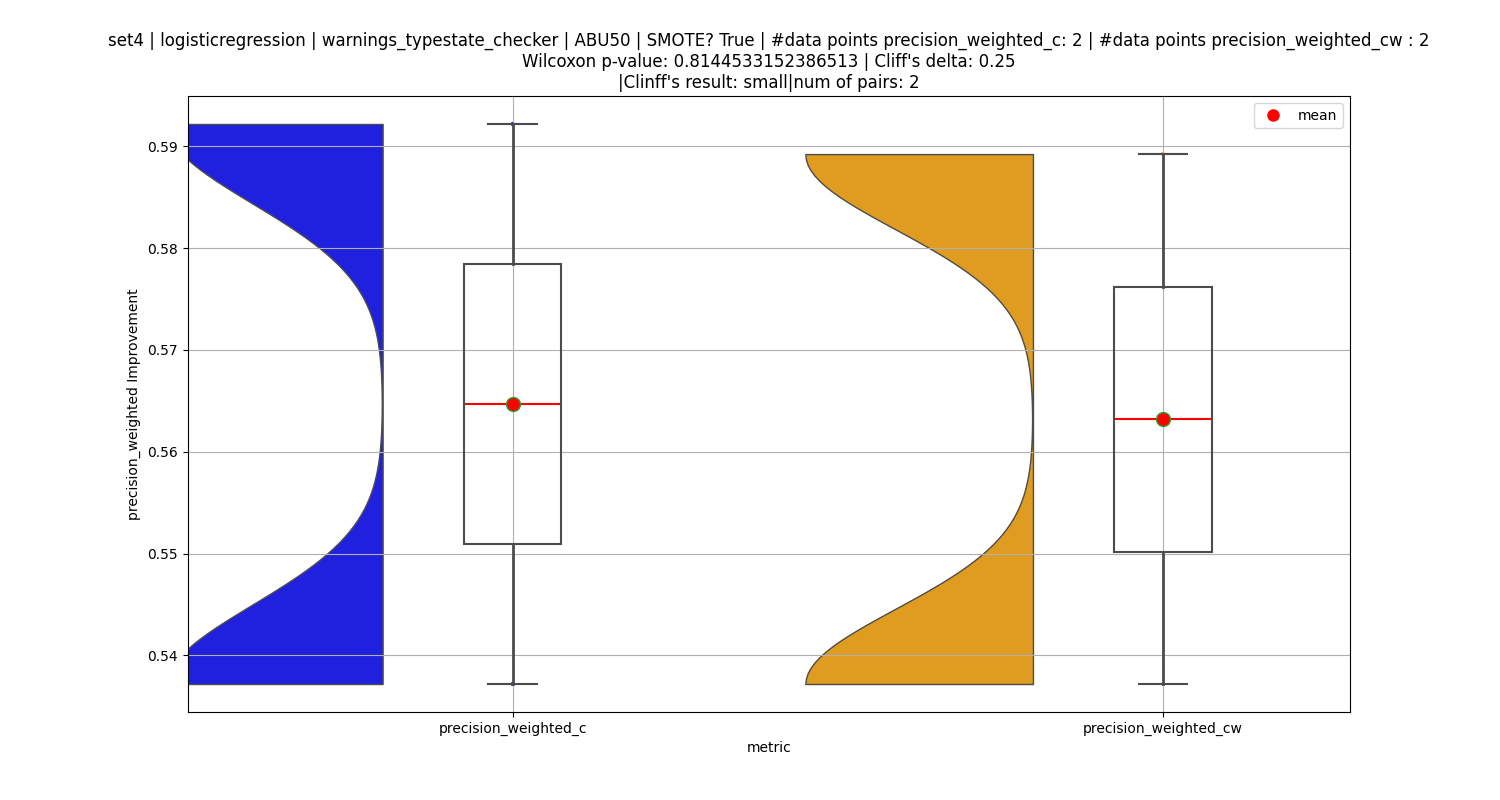 set4 | logisticregression | warnings_typestate_checker | ABU50 | SMOTE? True | #data points precision_weighted_c: 2 | #data points precision_weighted_cw : 2
Wilcoxon p-value: 0.8144533152386513 | Cliff's delta: 0.25
|Clinff's result: small|num of pairs: 2
mean
precision_weighted Improvement
0.59
0.58
0.57
0.56
0.55
0.54
precision_weighted_c
precision_weighted_cw
metric